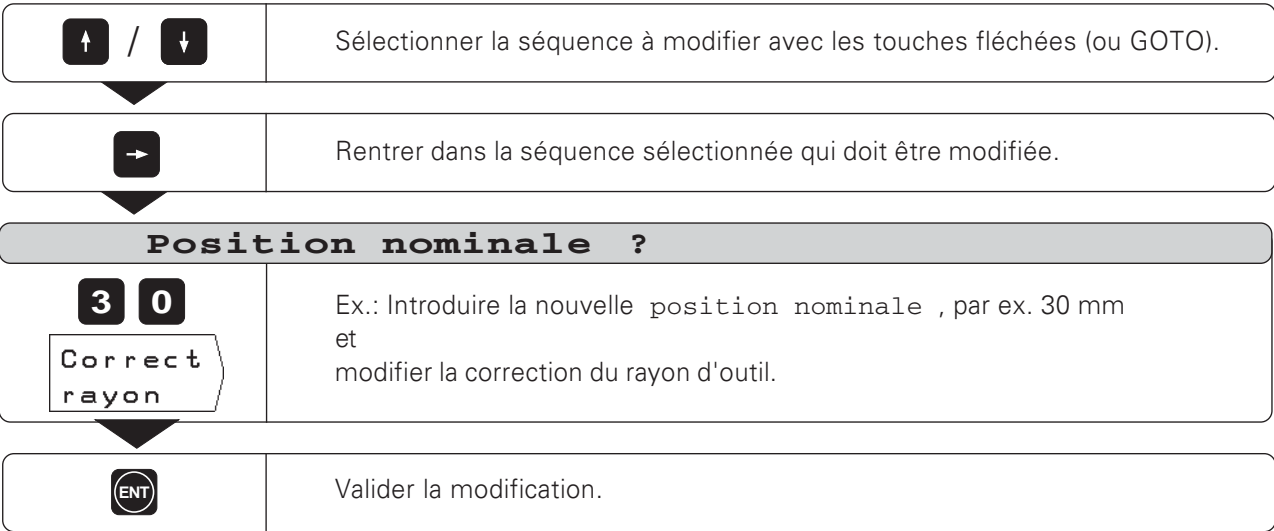 ↑ / ↓ Sélectionner la séquence à modifier avec les touches fléchées (ou GOTO).
→ Rentrer dans la séquence sélectionnée qui doit être modifiée.
Position nominale ?
3 0
Ex.: Introduire la nouvelle position nominale , par ex. 30 mm
et
modifier la correction du rayon d'outil.
Correct
rayon
ENT Valider la modification.